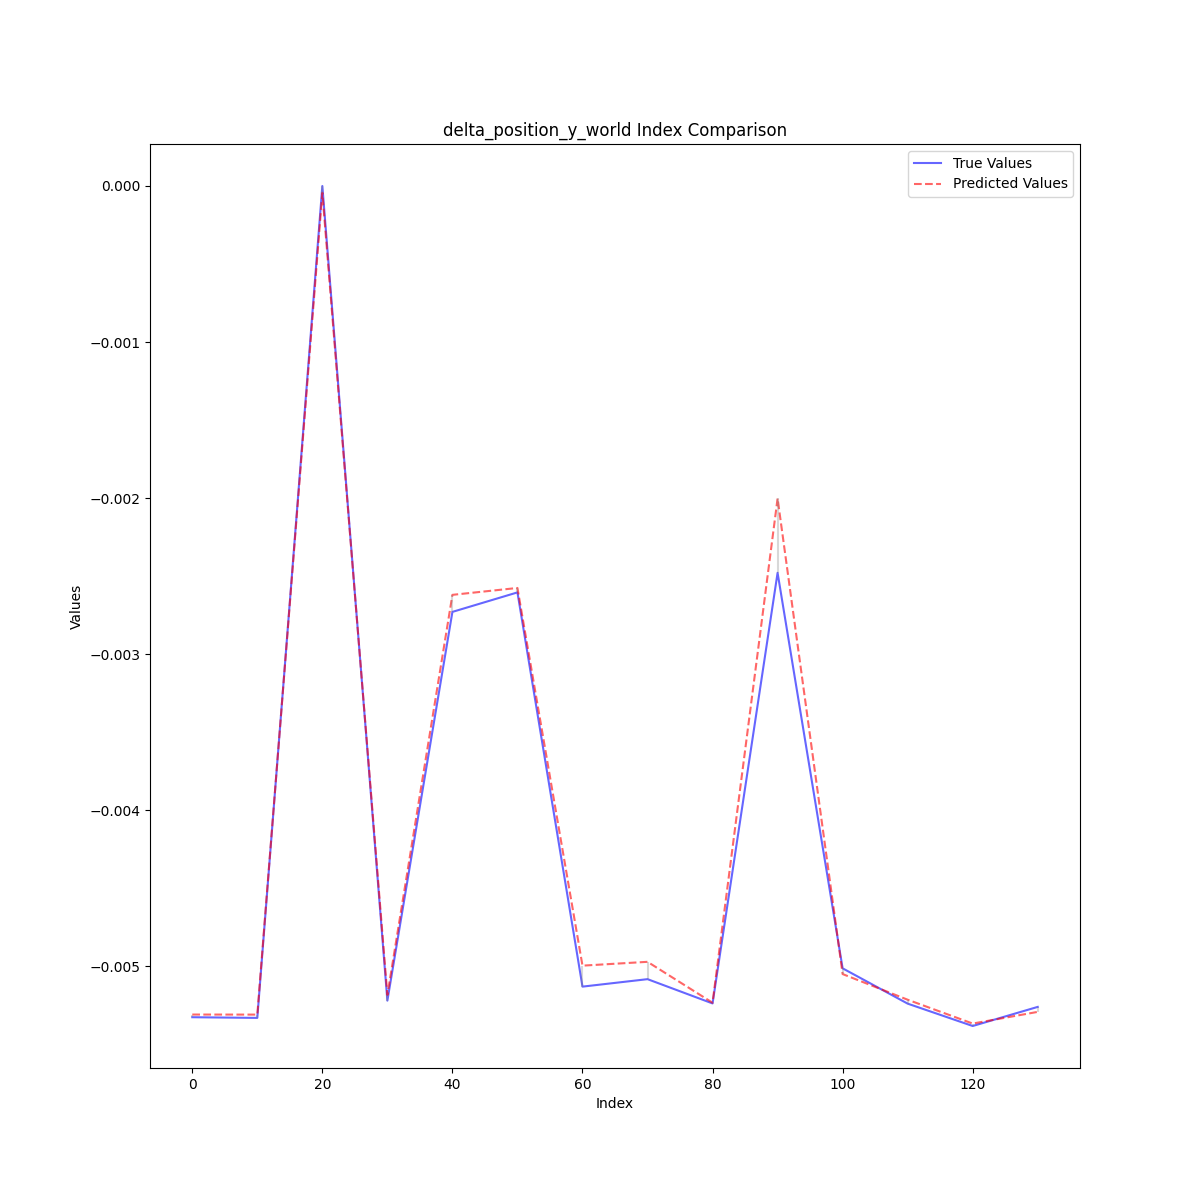 delta_position_y_world Index Comparison
True Values
Predicted Values
0.000
−0.001
−0.002
−0.003
−0.004
−0.005
Values
0 20 40 60 80 100 120
Index